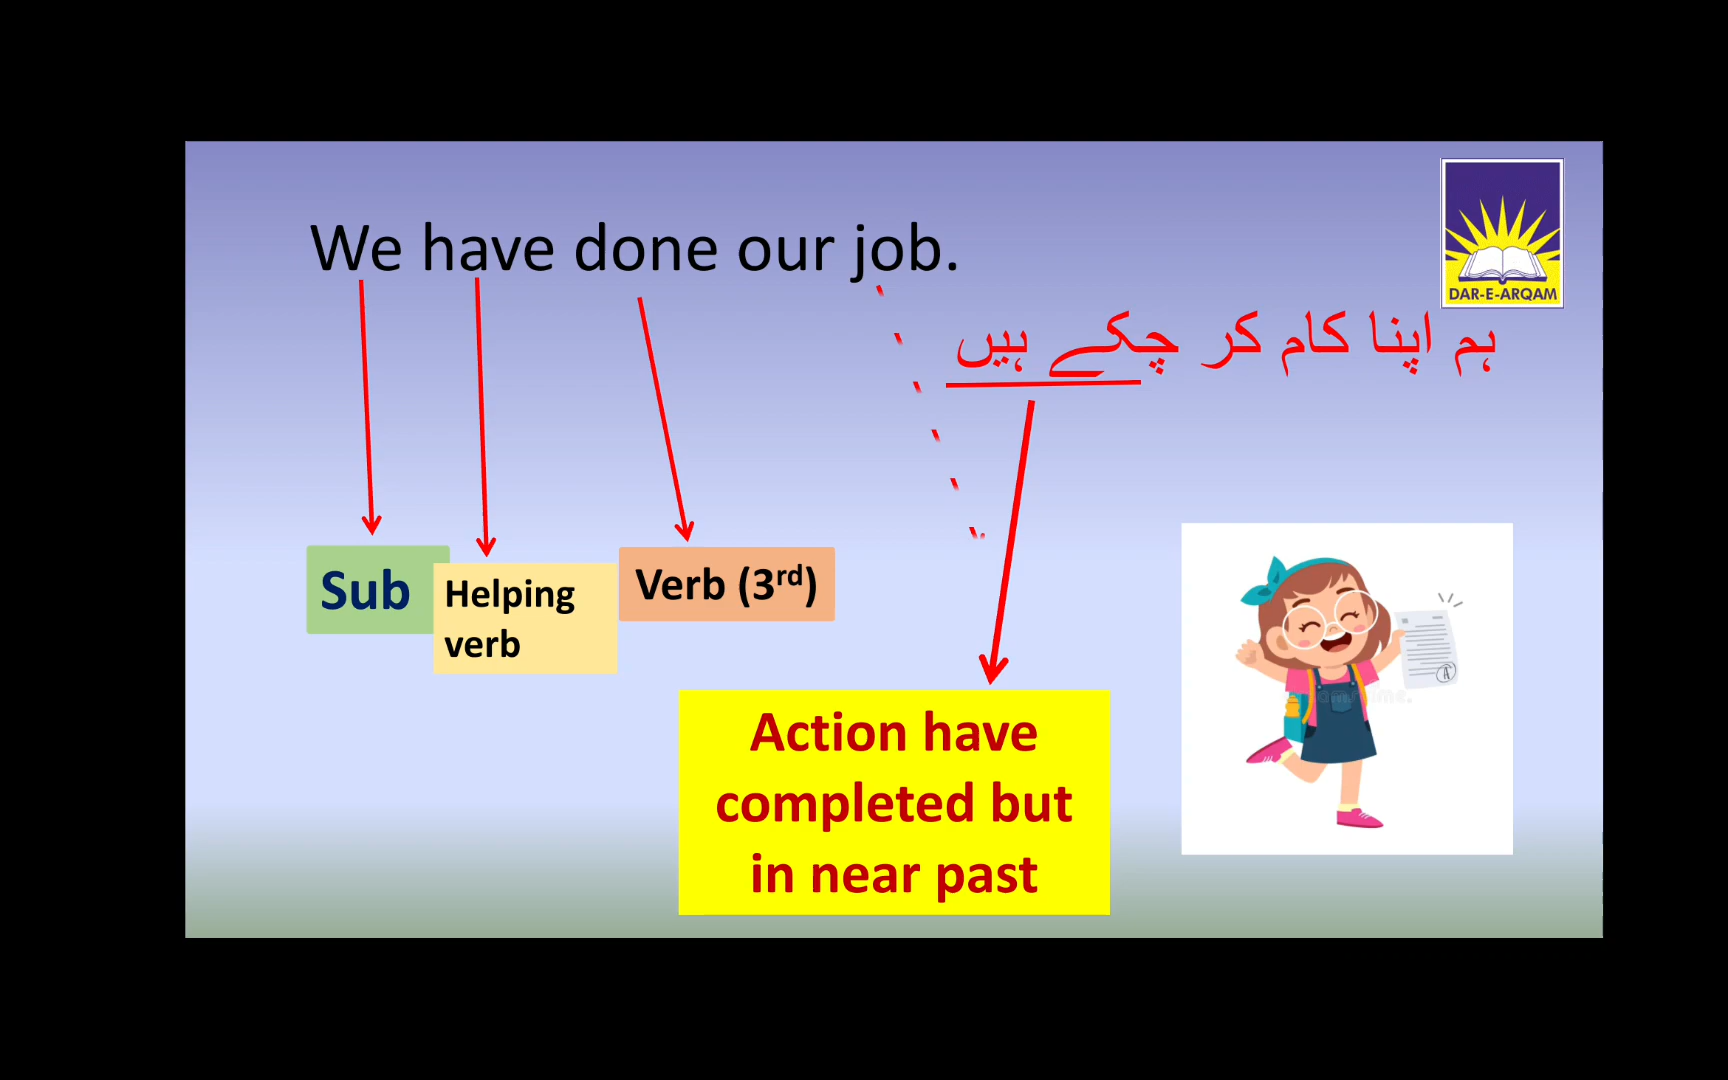 We have done our job.
DAR-E-ARQAM
ہم اپنا کام کر چکے ہیں
Sub
Helping
verb
Verb (3rd)
Action have
completed but
in near past
A